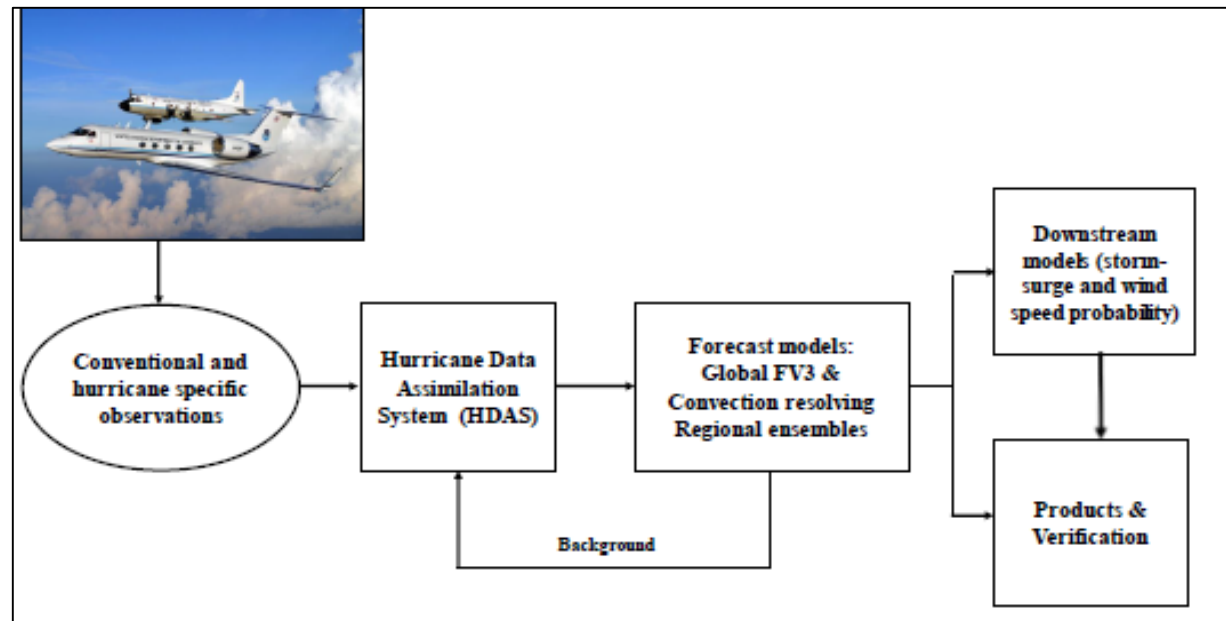 Conventional and
hurricane specific
observations
Hurricane Data
Assimilation
System (HDAS)
Forecast models:
Global FV3 &
Convection resolving
Regional ensembles
Background
Downstream
models (storm-
surge and wind
speed probability)
Products &
Verification